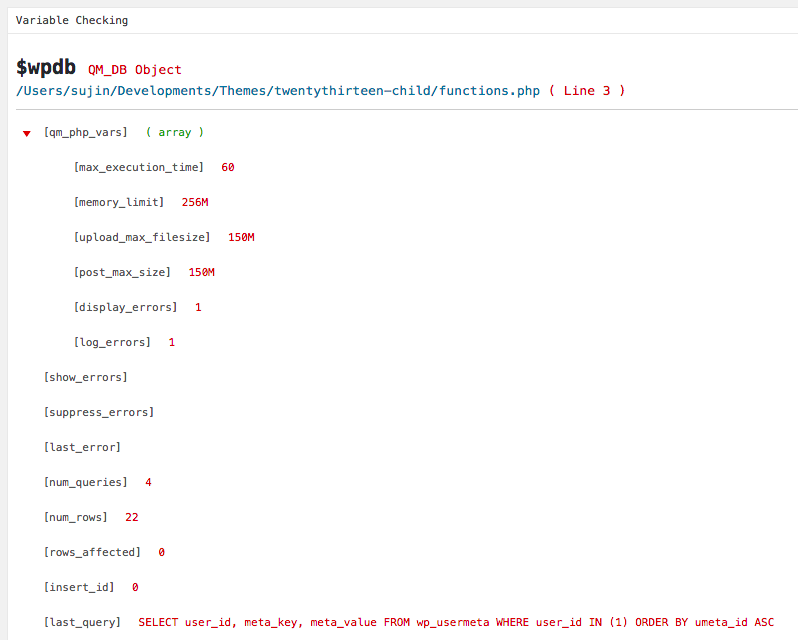 Variable Checking
$wpdb QM_DB Object
/Users/sujin/Developments/Themes/twentythirteen-child/functions.php ( Line 3 )
[qm_php_vars] ( array )
[max_execution_time] 60
[memory_limit] 256M
[upload_max_filesize] 150M
[post_max_size] 150M
[display_errors] 1
[log_errors] 1
[show_errors]
[suppress_errors]
[last_error]
[num_queries] 4
[num_rows] 22
[rows_affected] 0
[insert_id] 0
[last_query] SELECT user_id, meta_key, meta_value FROM wp_usermeta WHERE user_id IN (1) ORDER BY umeta_id ASC